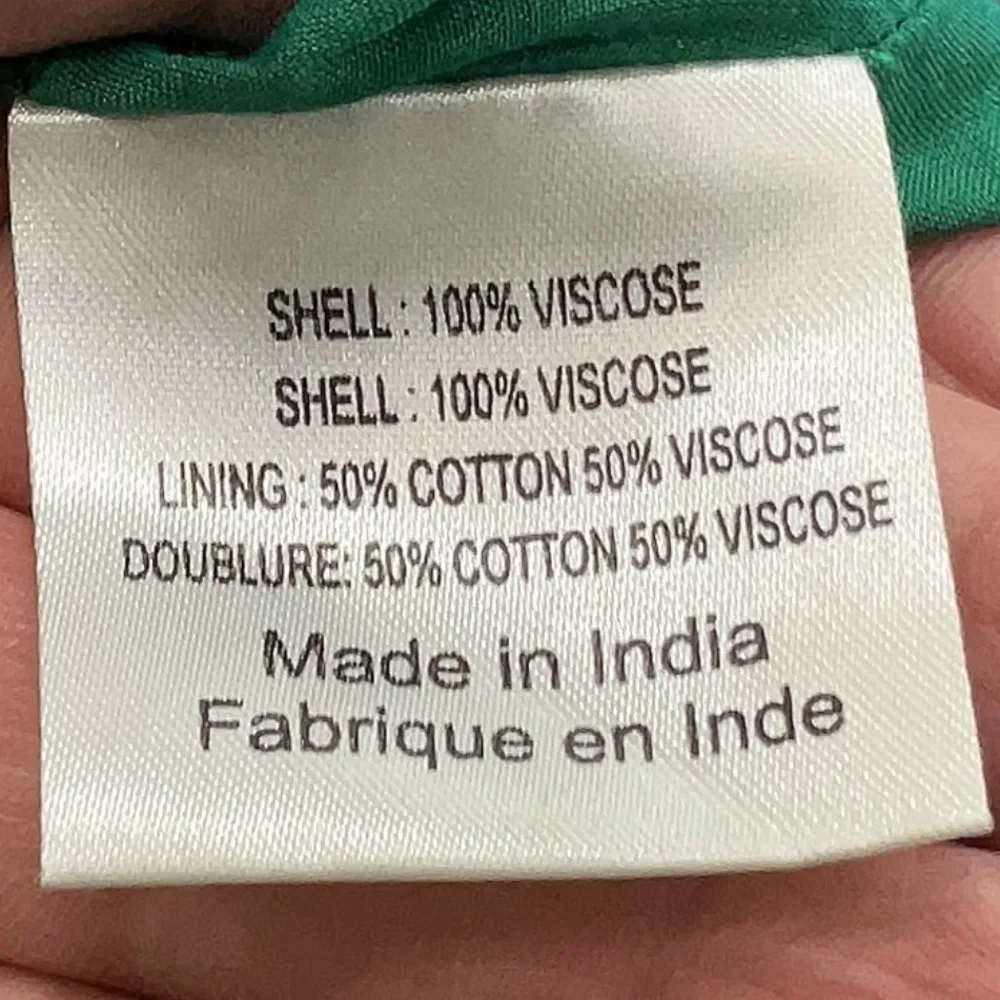 SHELL : 100% VISCOSE
SHELL : 100% VISCOSE
LINING : 50% COTTON 50% VISCOSE
DOUBLURE: 50% COTTON 50% VISCOSE
Made in India
Fabrique en Inde